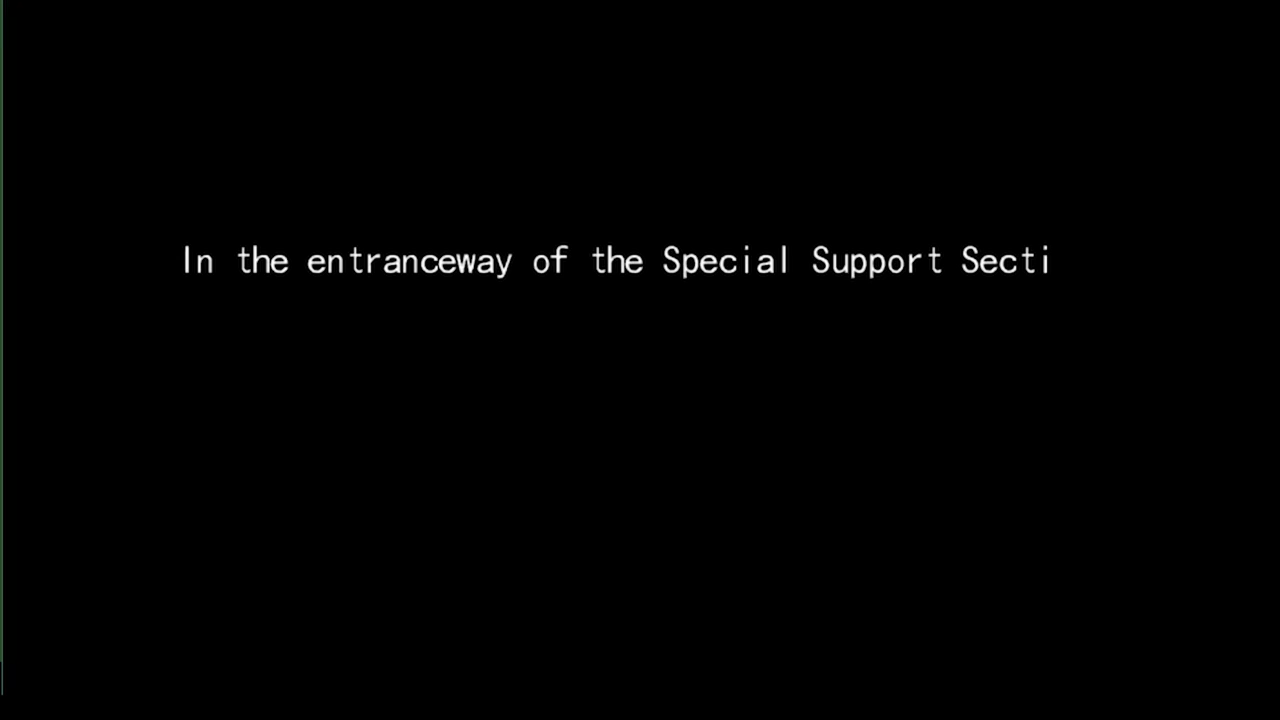 In the entranceway of the Special Support Secti